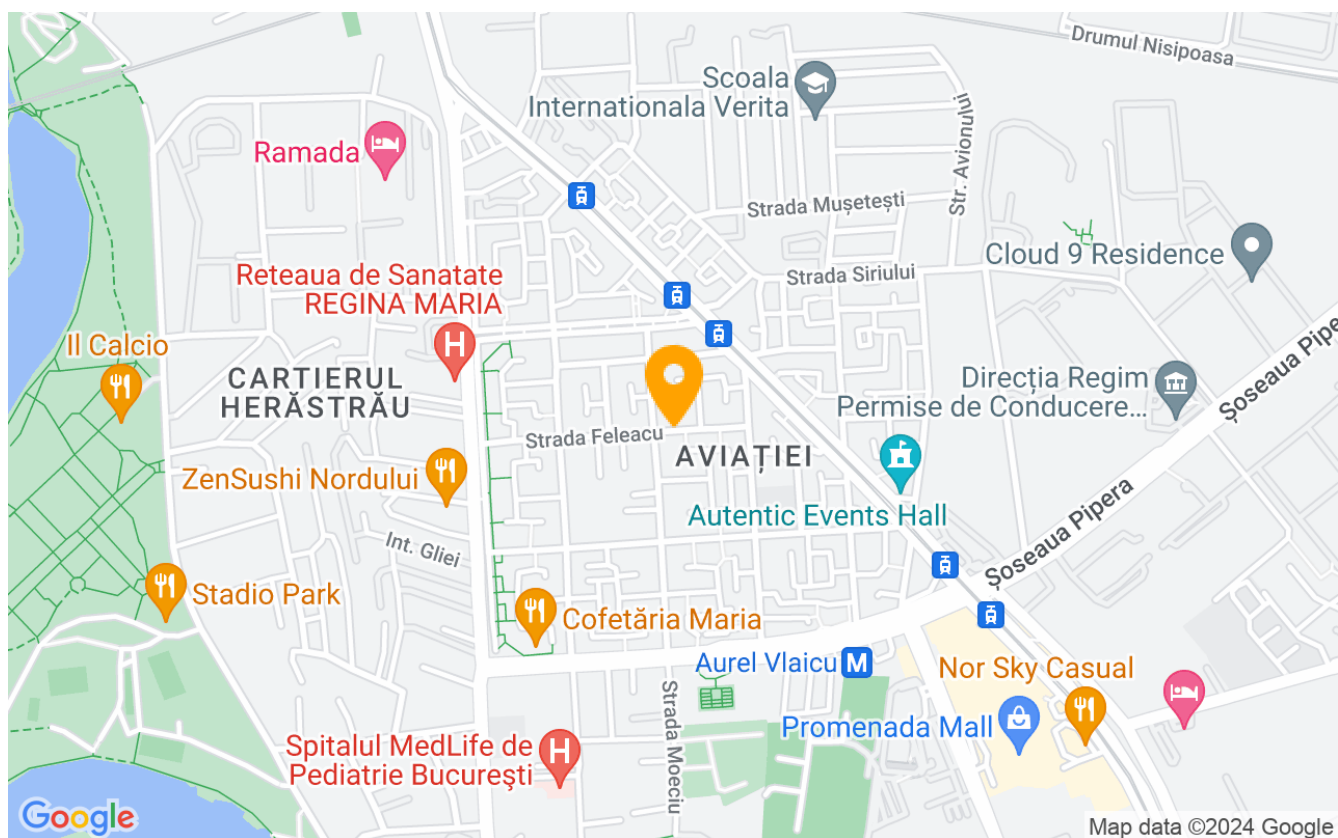 Drumul Nisipoasa
Scoala
Internationala Verita
Str. Avionului
Ramada
Strada Mușetești
Cloud 9 Residence
Strada Siriului
Reteaua de Sanatate
REGINA MARIA
H
Il Calcio
CARTIERUL
HERĂSTRĂU
Direcția Regim
Permise de Conducere...
Șoseaua Pipe
Strada Feleacu
AVIAȚIEI
ZenSushi Nordului
Autentic Events Hall
Șoseaua Pipera
Int. Gliei
Stadio Park
Cofetăria Maria
Aurel Vlaicu M
Nor Sky Casual
Strada Moeciu
Promenada Mall
Spitalul MedLife de
Pediatrie Bucureşti
H
Google
Map data ©2024 Google